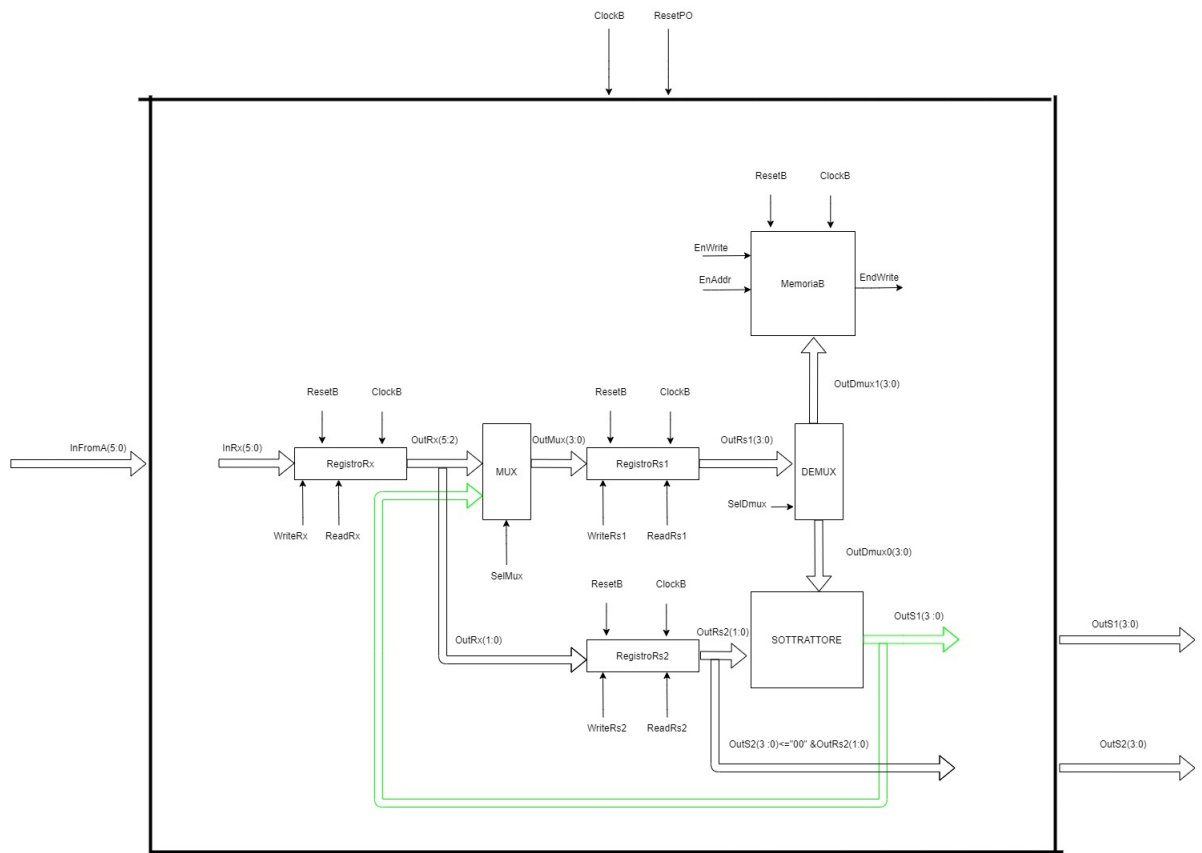 ClockB
ResetPO
ResetB
ClockB
EnWrite
EnAddr
MemoriaB
EndWrite
OutDmux1(3:0)
ResetB
ClockB
ResetB
ClockB
InFromA(5:0)
InRx(5:0)
RegistroRx
OutRx(5:2)
MUX
OutMux(3:0)
RegistroRs1
OutRs1(3:0)
DEMUX
SelDmux
WriteRx
ReadRx
SelMux
WriteRs1
ReadRs1
OutDmux0(3:0)
ResetB
ClockB
OutRx(1:0)
RegistroRs2
OutRs2(1:0)
SOTTRATTORE
OutS1(3 :0)
OutS1(3:0)
WriteRs2
ReadRs2
OutS2(3 :0)<="00" &OutRs2(1:0)
OutS2(3:0)